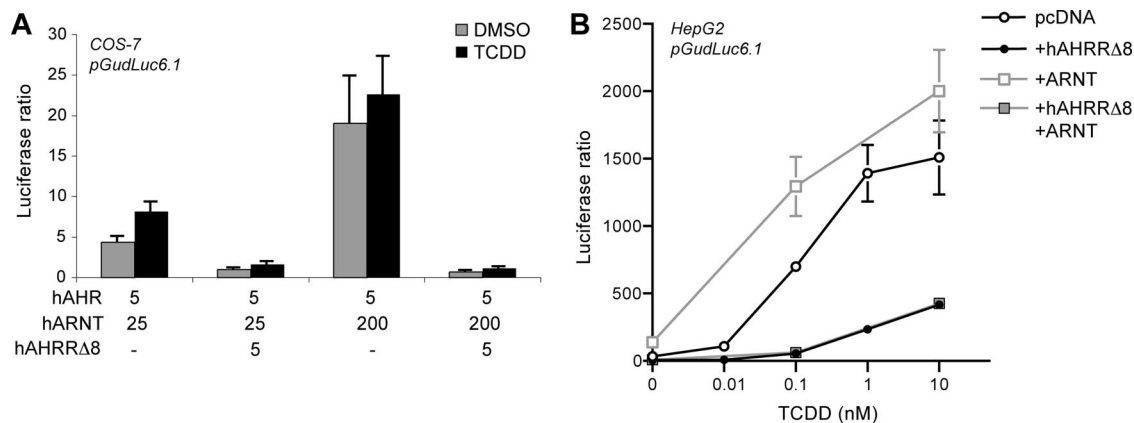 A
COS-7
pGudLuc6.1
DMSO
TCDD
Luciferase ratio
30
25
20
15
10
5
0
hAHR 5 5 5 5
hARNT 25 25 200 200
hAHRRΔ8 - 5 - 5
B
HepG2
pGudLuc6.1
pcDNA
+hAHRRΔ8
+ARNT
+hAHRRΔ8
+ARNT
Luciferase ratio
2500
2000
1500
1000
500
0
0 0.01 0.1 1 10
TCDD (nM)